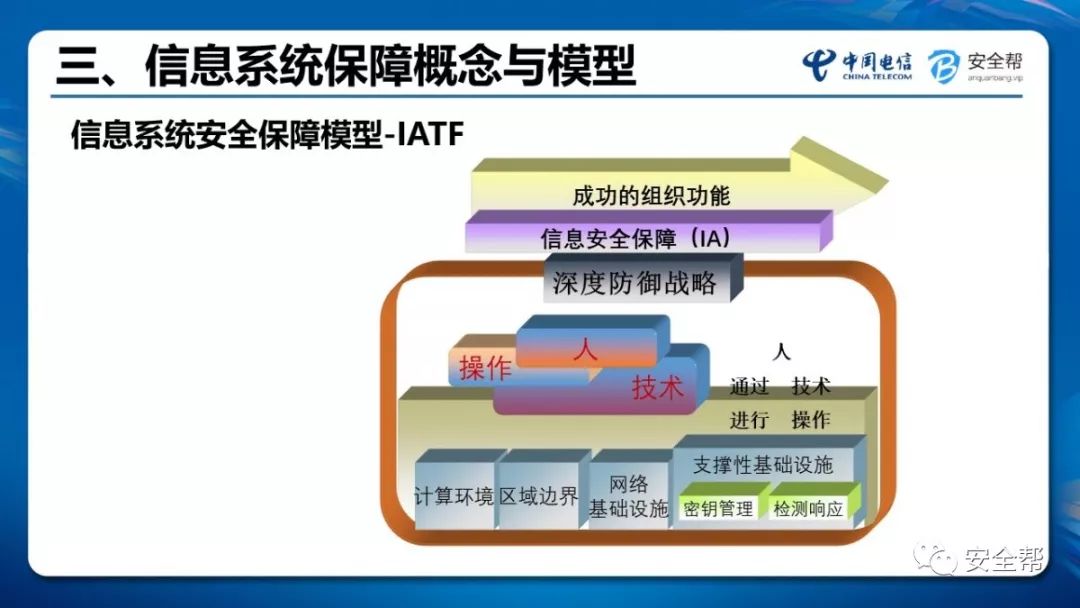 三、信息系统保障概念与模型
中国电信
CHINA TELECOM
安全帮
anquanbang.vip
信息系统安全保障模型-IATF
成功的组织功能
信息安全保障（IA）
深度防御战略
人
操作
技术
人
通过 技术
进行 操作
计算环境
区域边界
网络
基础设施
支撑性基础设施
密钥管理
检测响应
安全帮